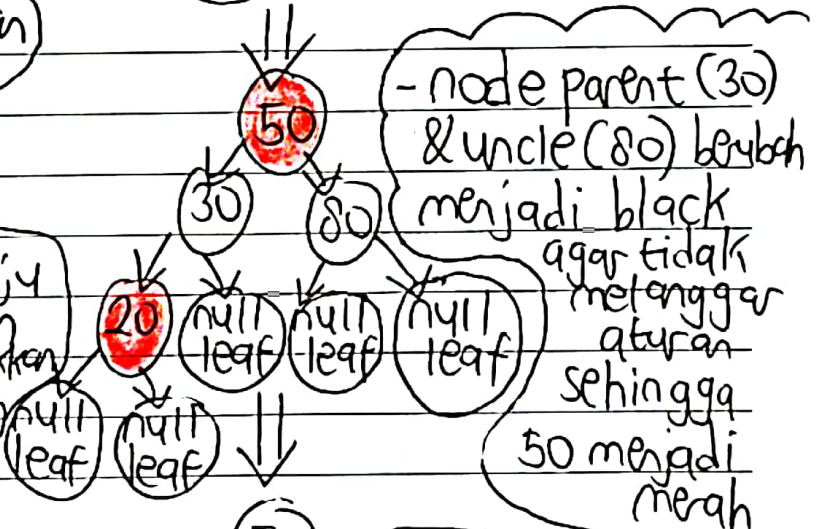 50
30
80
20
null
leaf
null
leaf
null
leaf
null
leaf
null
leaf
- node parent (30)
& uncle (80) berubah
menjadi black
agar tidak
melanggar
aturan
sehingga
50 menjadi
merah